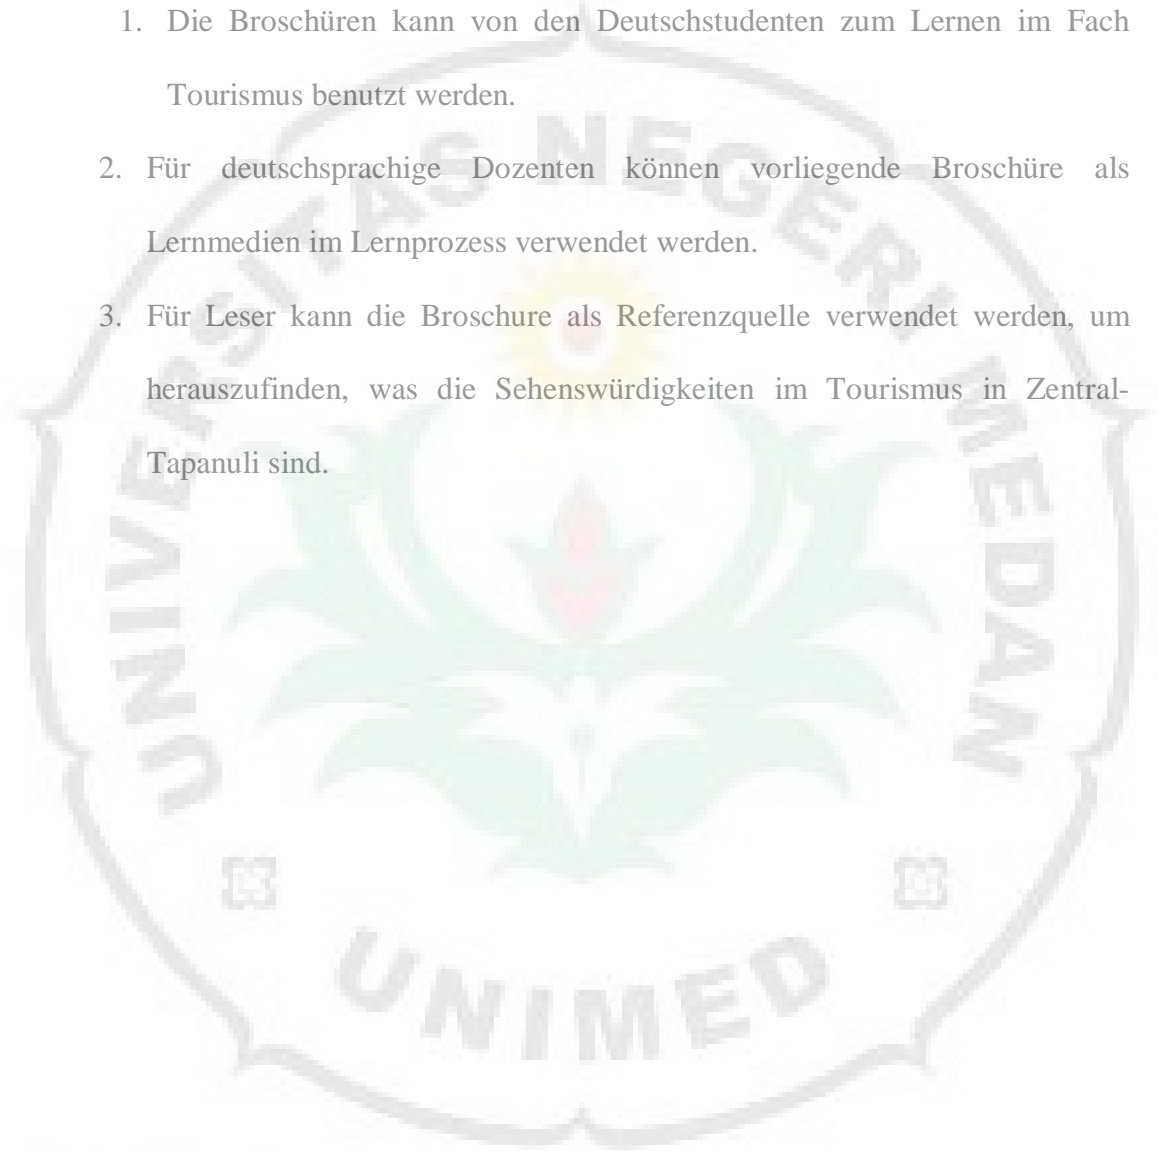 1. Die Broschüren kann von den Deutschstudenten zum Lernen im Fach
Tourismus benutzt werden.
2. Für deutschsprachige Dozenten können vorliegende Broschüre als
Lernmedien im Lernprozess verwendet werden.
3. Für Leser kann die Broschure als Referenzquelle verwendet werden, um
herauszufinden, was die Sehenswürdigkeiten im Tourismus in Zentral-
Tapanuli sind.
UNIVERSITAS NEGERI MEDAN
UNIMED